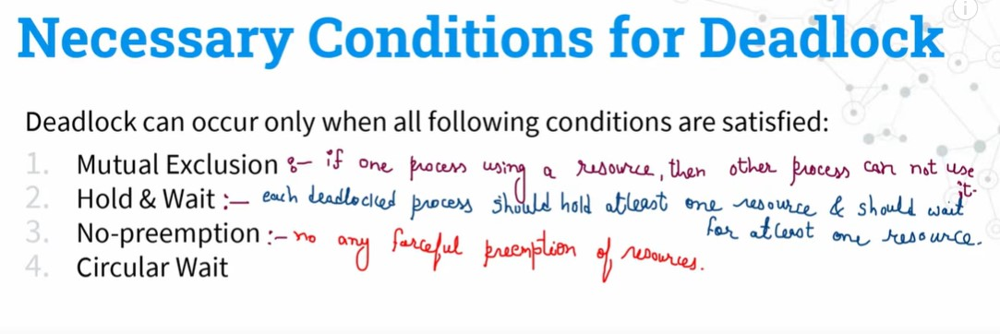 Necessary Conditions for Deadlock
Deadlock can occur only when all following conditions are satisfied:
1. Mutual Exclusion :- if one process using a resource, then other process can not use it.
2. Hold & Wait :- each deadlocked process should hold atleast one resource & should wait
for atleast one resource.
3. No-preemption :- no any forceful preemption of resources.
4. Circular Wait